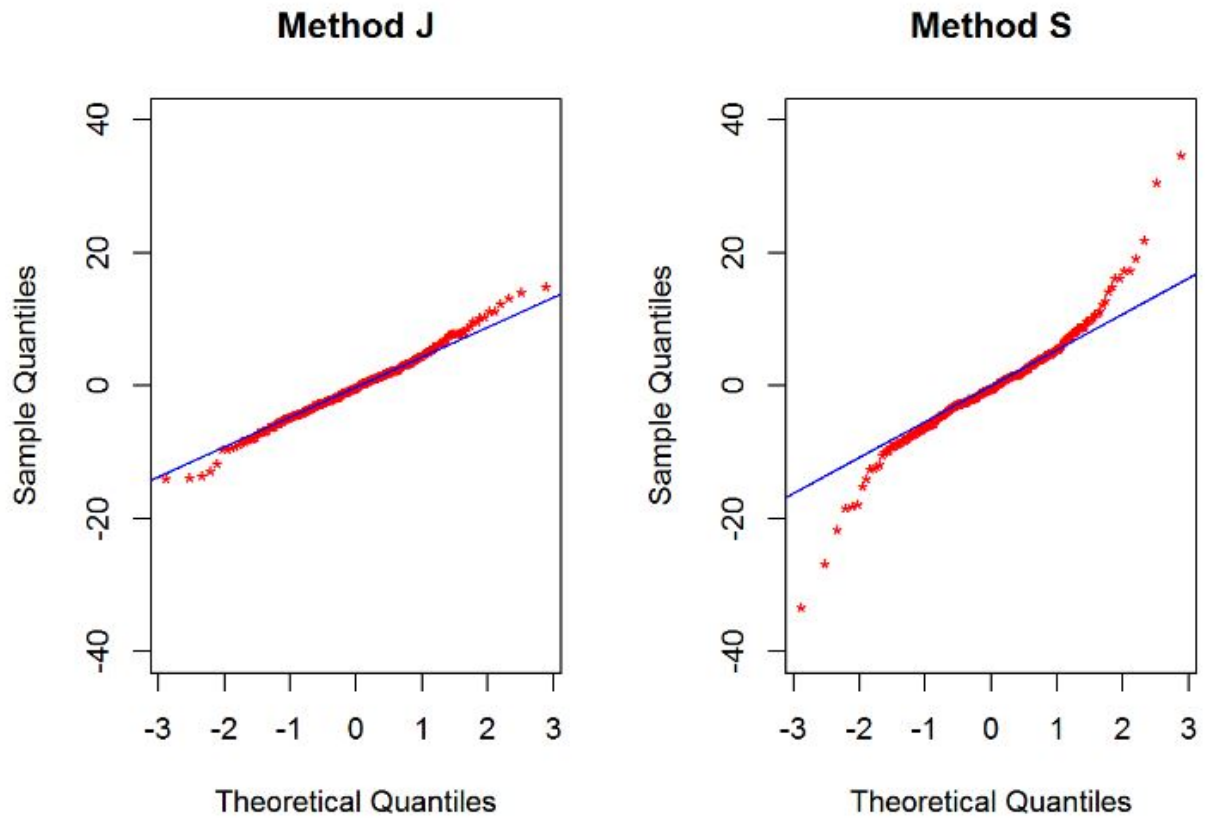 Method J
40
20
0
-20
-40
Sample Quantiles
-3 -2 -1 0 1 2 3
Theoretical Quantiles
Method S
40
20
0
-20
-40
Sample Quantiles
-3 -2 -1 0 1 2 3
Theoretical Quantiles